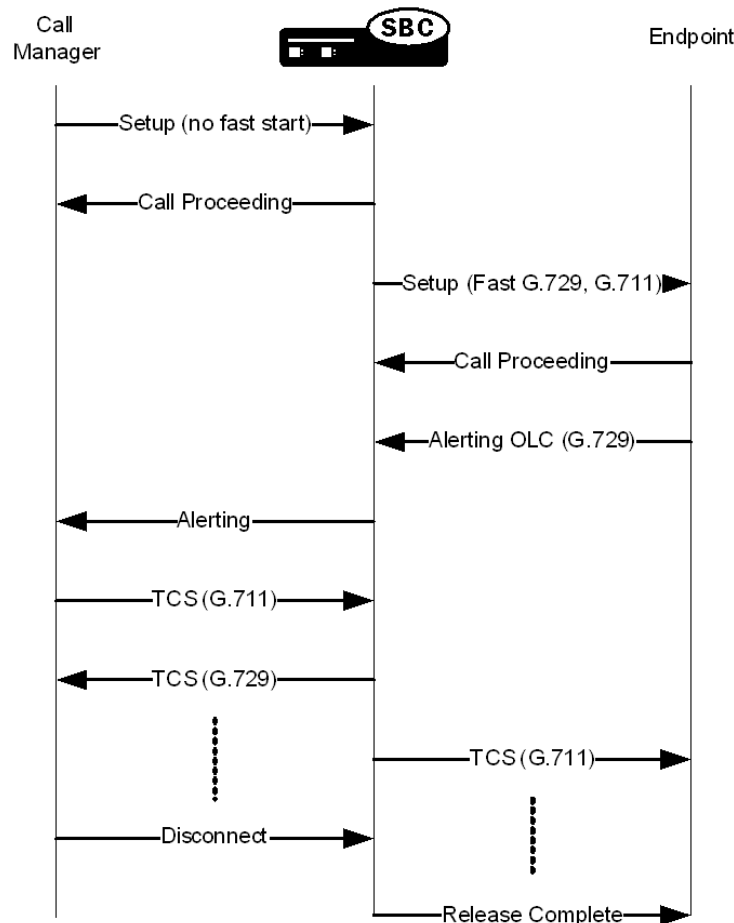 Call
Manager
SBC
Endpoint
Setup (no fast start)
Call Proceeding
Setup (Fast G.729, G.711)
Call Proceeding
Alerting OLC (G.729)
Alerting
TCS (G.711)
TCS (G.729)
TCS (G.711)
Disconnect
Release Complete